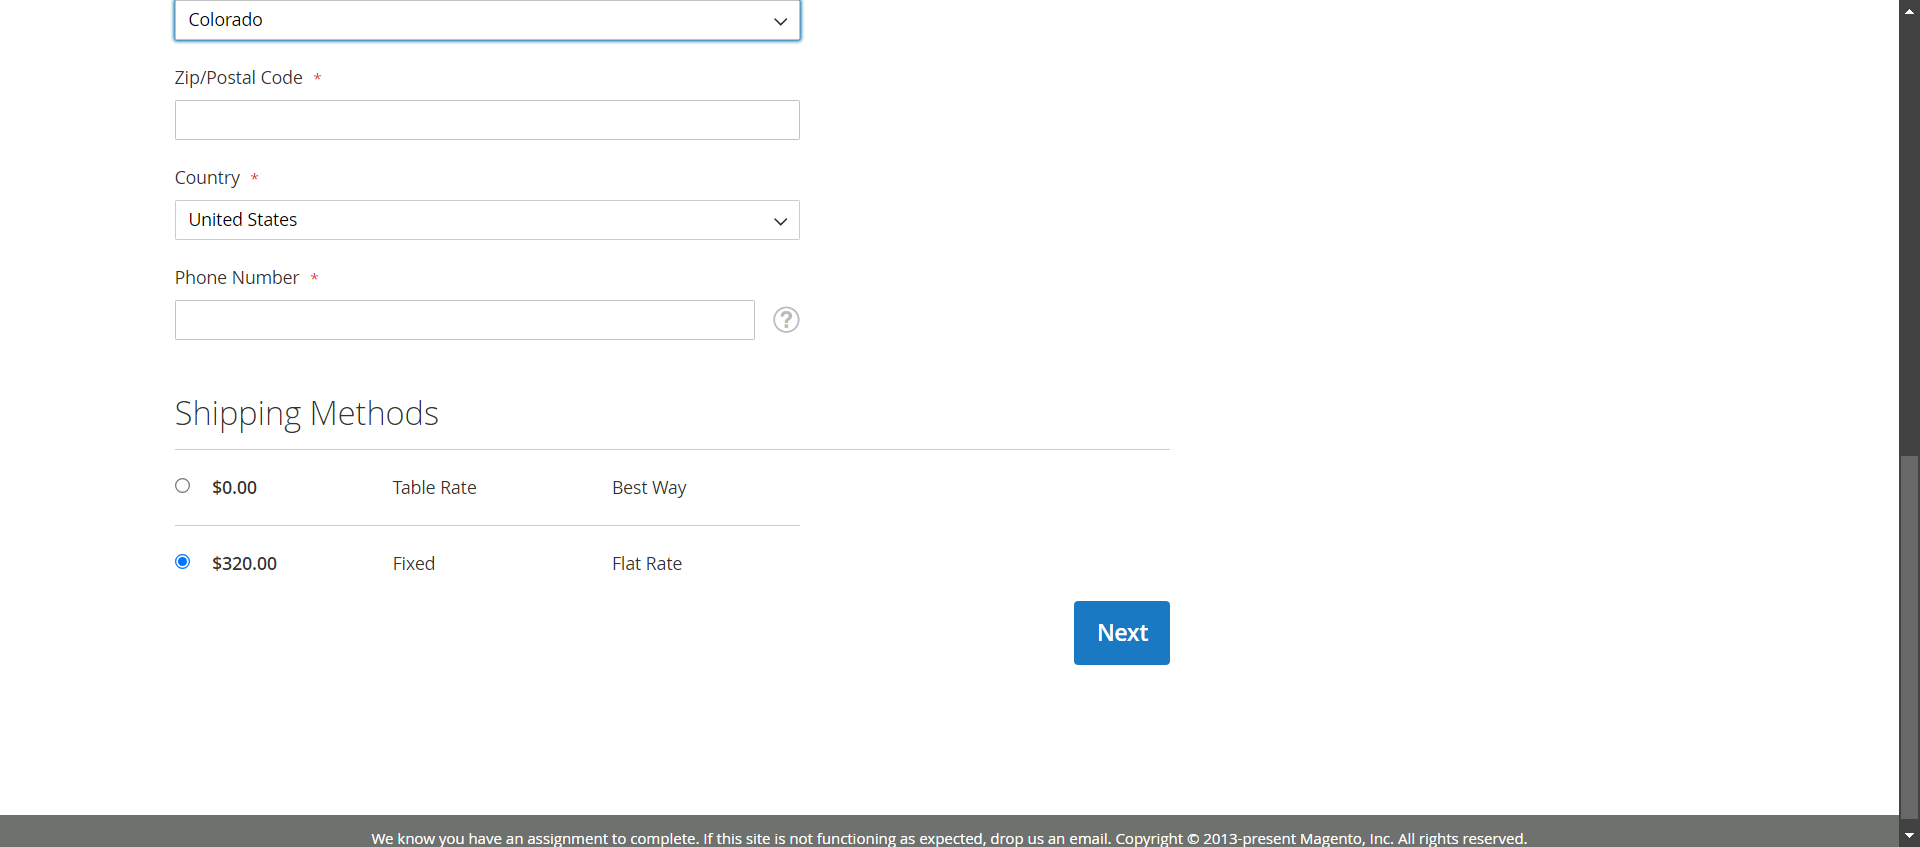 Colorado
Zip/Postal Code *
Country *
United States
Phone Number *
?
Shipping Methods
$0.00 Table Rate Best Way
$320.00 Fixed Flat Rate
Next
We know you have an assignment to complete. If this site is not functioning as expected, drop us an email. Copyright © 2013-present Magento, Inc. All rights reserved.